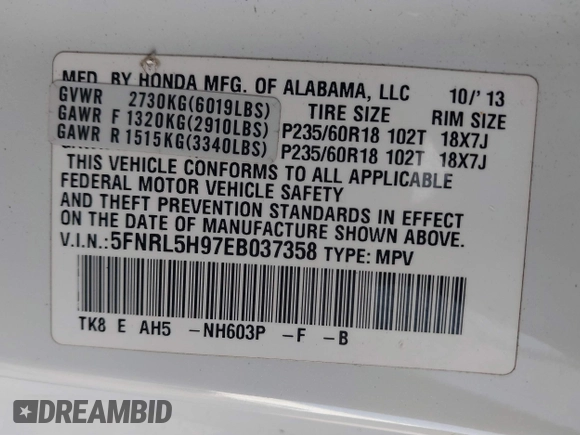 MFD. BY HONDA MFG. OF ALABAMA, LLC 10/'13
GVWR 2730KG(6019LBS) TIRE SIZE RIM SIZE
GAWR F 1320KG(2910LBS) P235/60R18 102T 18X7J
GAWR R 1515KG(3340LBS) P235/60R18 102T 18X7J
THIS VEHICLE CONFORMS TO ALL APPLICABLE
FEDERAL MOTOR VEHICLE SAFETY
AND THEFT PREVENTION STANDARDS IN EFFECT
ON THE DATE OF MANUFACTURE SHOWN ABOVE.
V.I.N.:5FNRL5H97EB037358 TYPE: MPV
TK8 E AH5 -NH603P -F -B
DREAMBID